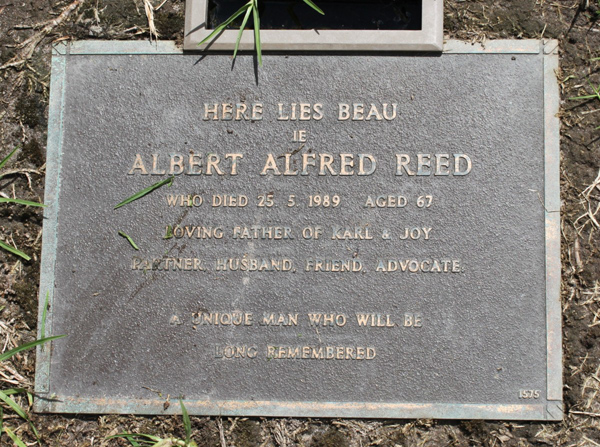 HERE LIES BEAU
IE
ALBERT ALFRED REED
WHO DIED 25. 5. 1989 AGED 67
LOVING FATHER OF KARL & JOY
PARTNER, HUSBAND, FRIEND, ADVOCATE.
A UNIQUE MAN WHO WILL BE
LONG REMEMBERED
1575